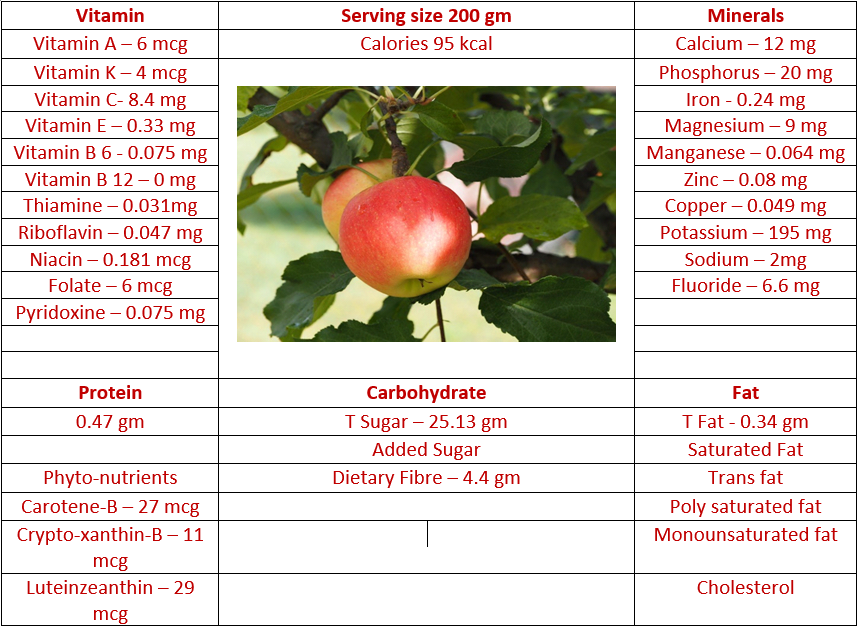 Vitamin Serving size 200 gm Minerals
Vitamin A – 6 mcg Calories 95 kcal Calcium – 12 mg
Vitamin K – 4 mcg Phosphorus – 20 mg
Vitamin C- 8.4 mg Iron - 0.24 mg
Vitamin E – 0.33 mg Magnesium – 9 mg
Vitamin B 6 - 0.075 mg Manganese – 0.064 mg
Vitamin B 12 – 0 mg Zinc – 0.08 mg
Thiamine – 0.031mg Copper – 0.049 mg
Riboflavin – 0.047 mg Potassium – 195 mg
Niacin – 0.181 mcg Sodium – 2mg
Folate – 6 mcg Fluoride – 6.6 mg
Pyridoxine – 0.075 mg
Protein Carbohydrate Fat
0.47 gm T Sugar – 25.13 gm T Fat - 0.34 gm
Added Sugar Saturated Fat
Phyto-nutrients Dietary Fibre – 4.4 gm Trans fat
Carotene-B – 27 mcg Poly saturated fat
Crypto-xanthin-B – 11 Monounsaturated fat
mcg
Luteinzeanthin – 29 Cholesterol
mcg